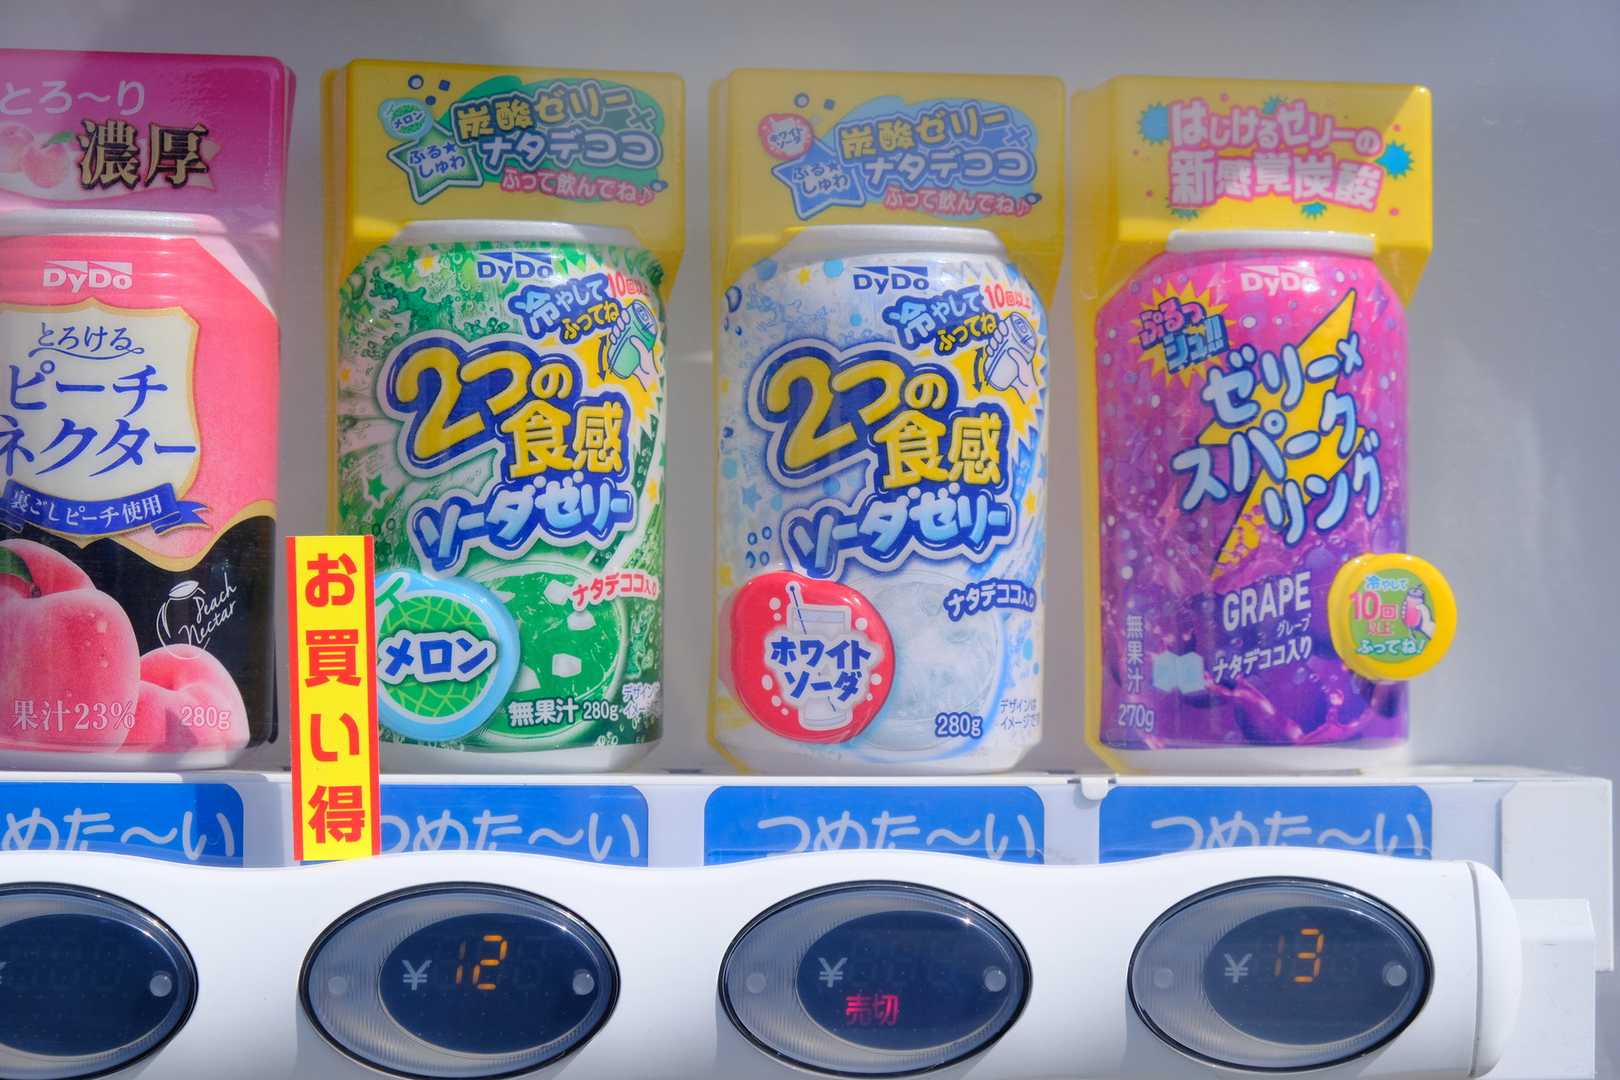 とろ〜り
濃厚
DyDo
とろける
ピーチ
ネクター
裏ごしピーチ使用
Peach
Nectar
果汁23%
280g
お買い得
メロン
炭酸ゼリー×
ナタデココ
ふる★
しゅわ
ふって飲んでね♪
DyDo
冷やして
10回以上
ふってね
2つの
食感
ソーダゼリー
ナタデココ入り
メロン
無果汁 280g
ホワイト
ソーダ
炭酸ゼリー×
ナタデココ
ふる★
しゅわ
ふって飲んでね♪
DyDo
冷やして
10回以上
ふってね
2つの
食感
ソーダゼリー
ナタデココ入り
ホワイト
ソーダ
280g
デザインは
イメージです
はじけるゼリーの
新感覚炭酸
DyDo
ぷるっ
シュ!!!
ゼリー×
スパーク
リング
GRAPE
グレープ
ナタデココ入り
無果汁
270g
冷やして
10回
以上
ふってね!
めた〜い
つめた〜い
つめた〜い
つめた〜い
¥ 12
¥
売切
¥ 13